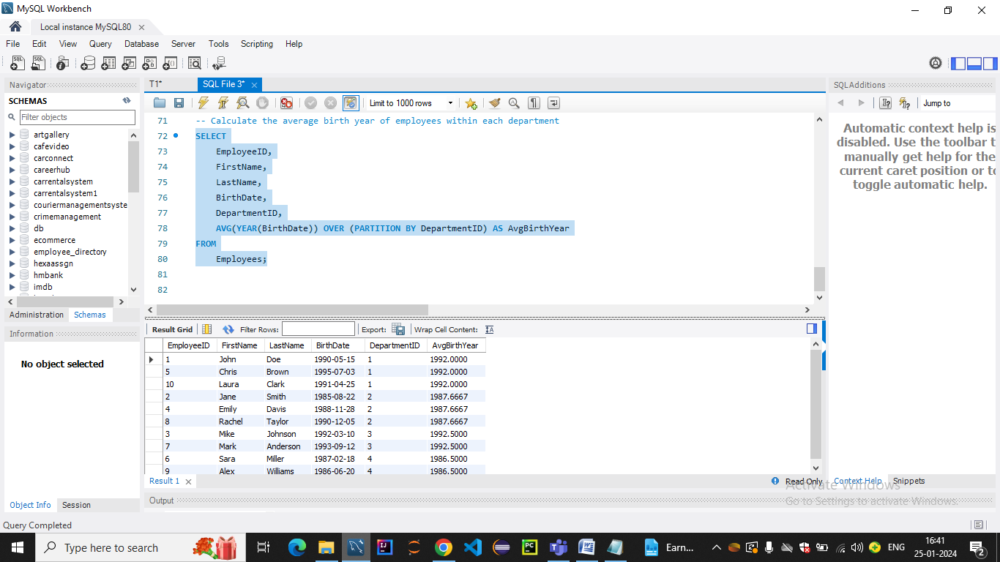 MySQL Workbench
Local instance MySQL80
File Edit View Query Database Server Tools Scripting Help
Navigator
SCHEMAS
Filter objects
artgallery
cafevideo
carconnect
careerhub
carrentalsystem
carrentalsystem1
couriermanagementsyste
crimemanagement
db
ecommerce
employee_directory
hexaassgn
hmbank
imdb
Administration Schemas
Information
No object selected
Object Info Session
T1* SQL File 3*
Limit to 1000 rows
71 -- Calculate the average birth year of employees within each department
72 SELECT
73 EmployeeID,
74 FirstName,
75 LastName,
76 BirthDate,
77 DepartmentID,
78 AVG(YEAR(BirthDate)) OVER (PARTITION BY DepartmentID) AS AvgBirthYear
79 FROM
80 Employees;
81
82
Result Grid Filter Rows: Export: Wrap Cell Content:
EmployeeID FirstName LastName BirthDate DepartmentID AvgBirthYear
1 John Doe 1990-05-15 1 1992.0000
5 Chris Brown 1995-07-03 1 1992.0000
10 Laura Clark 1991-04-25 1 1992.0000
2 Jane Smith 1985-08-22 2 1987.6667
4 Emily Davis 1988-11-28 2 1987.6667
8 Rachel Taylor 1990-12-05 2 1987.6667
3 Mike Johnson 1992-03-10 3 1992.5000
7 Mark Anderson 1993-09-12 3 1992.5000
6 Sara Miller 1987-02-18 4 1986.5000
9 Alex Williams 1986-06-20 4 1986.5000
Result 1
Read Only
Output
SQLAdditions
Jump to
Automatic context help is
disabled. Use the toolbar t
manually get help for the
current caret position or to
toggle automatic help.
Context Help Snippets
Activate Windows
Go to Settings to activate Windows.
Query Completed
Type here to search
Earn...
ENG
16:41
25-01-2024
2